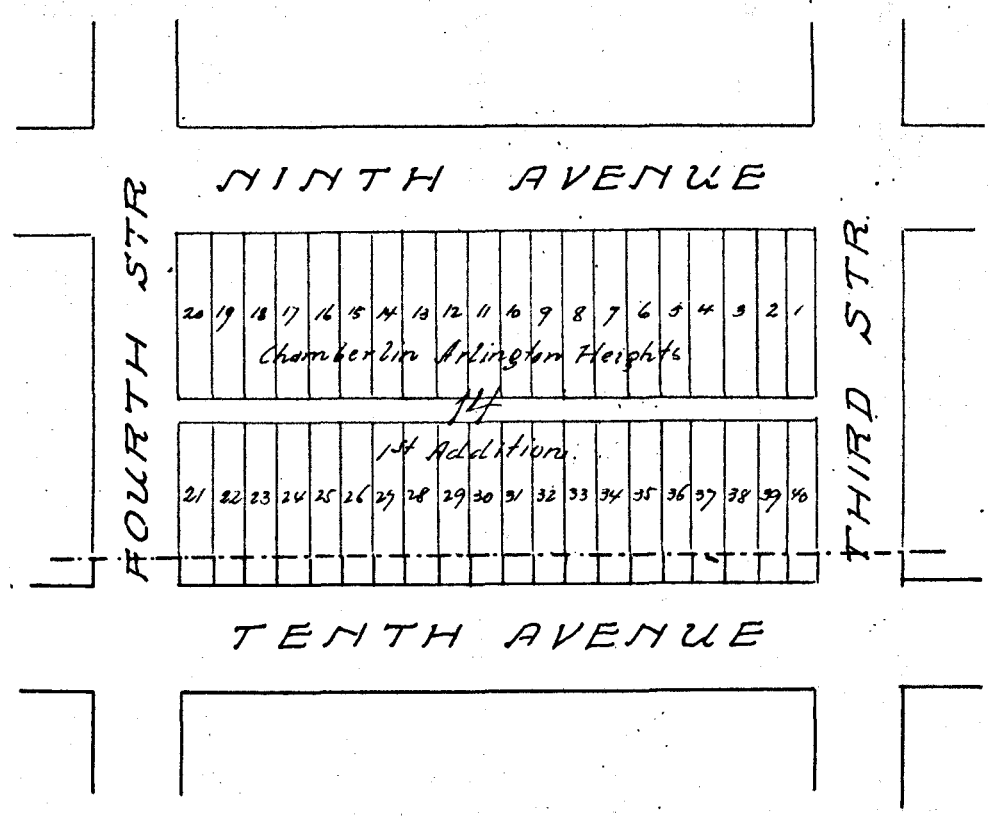 NINTH AVENUE
FOURTH STR
THIRD STR.
20 19 18 17 16 15 14 13 12 11 10 9 8 7 6 5 4 3 2 1
Chamberlin Arlington Heights
14
1st Addition.
21 22 23 24 25 26 27 28 29 30 31 32 33 34 35 36 37 38 39 40
TENTH AVENUE